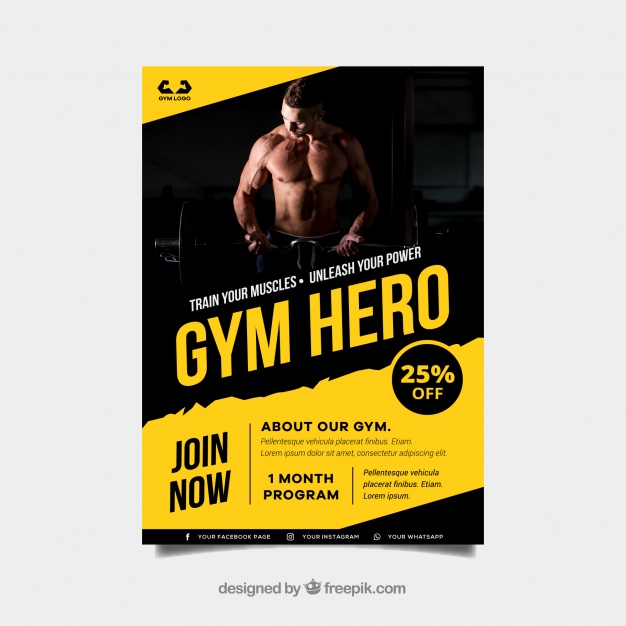 GYM LOGO
TRAIN YOUR MUSCLES • UNLEASH YOUR POWER
GYM HERO
25%
OFF
JOIN
NOW
ABOUT OUR GYM.
Pellentesque vehicula placerat finibus. Etiam.
Lorem ipsum dolor sit amet, consectetur adipiscing elit.
1 MONTH
PROGRAM
Pellentesque vehicula
placerat finibus. Etiam.
Lorem ipsum.
YOUR FACEBOOK PAGE
YOUR INSTAGRAM
YOUR WHATSAPP
designed by freepik.com